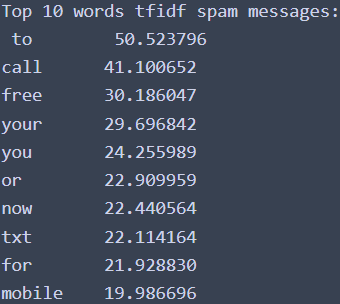 Top 10 words tfidf spam messages:
to 50.523796
call 41.100652
free 30.186047
your 29.696842
you 24.255989
or 22.909959
now 22.440564
txt 22.114164
for 21.928830
mobile 19.986696